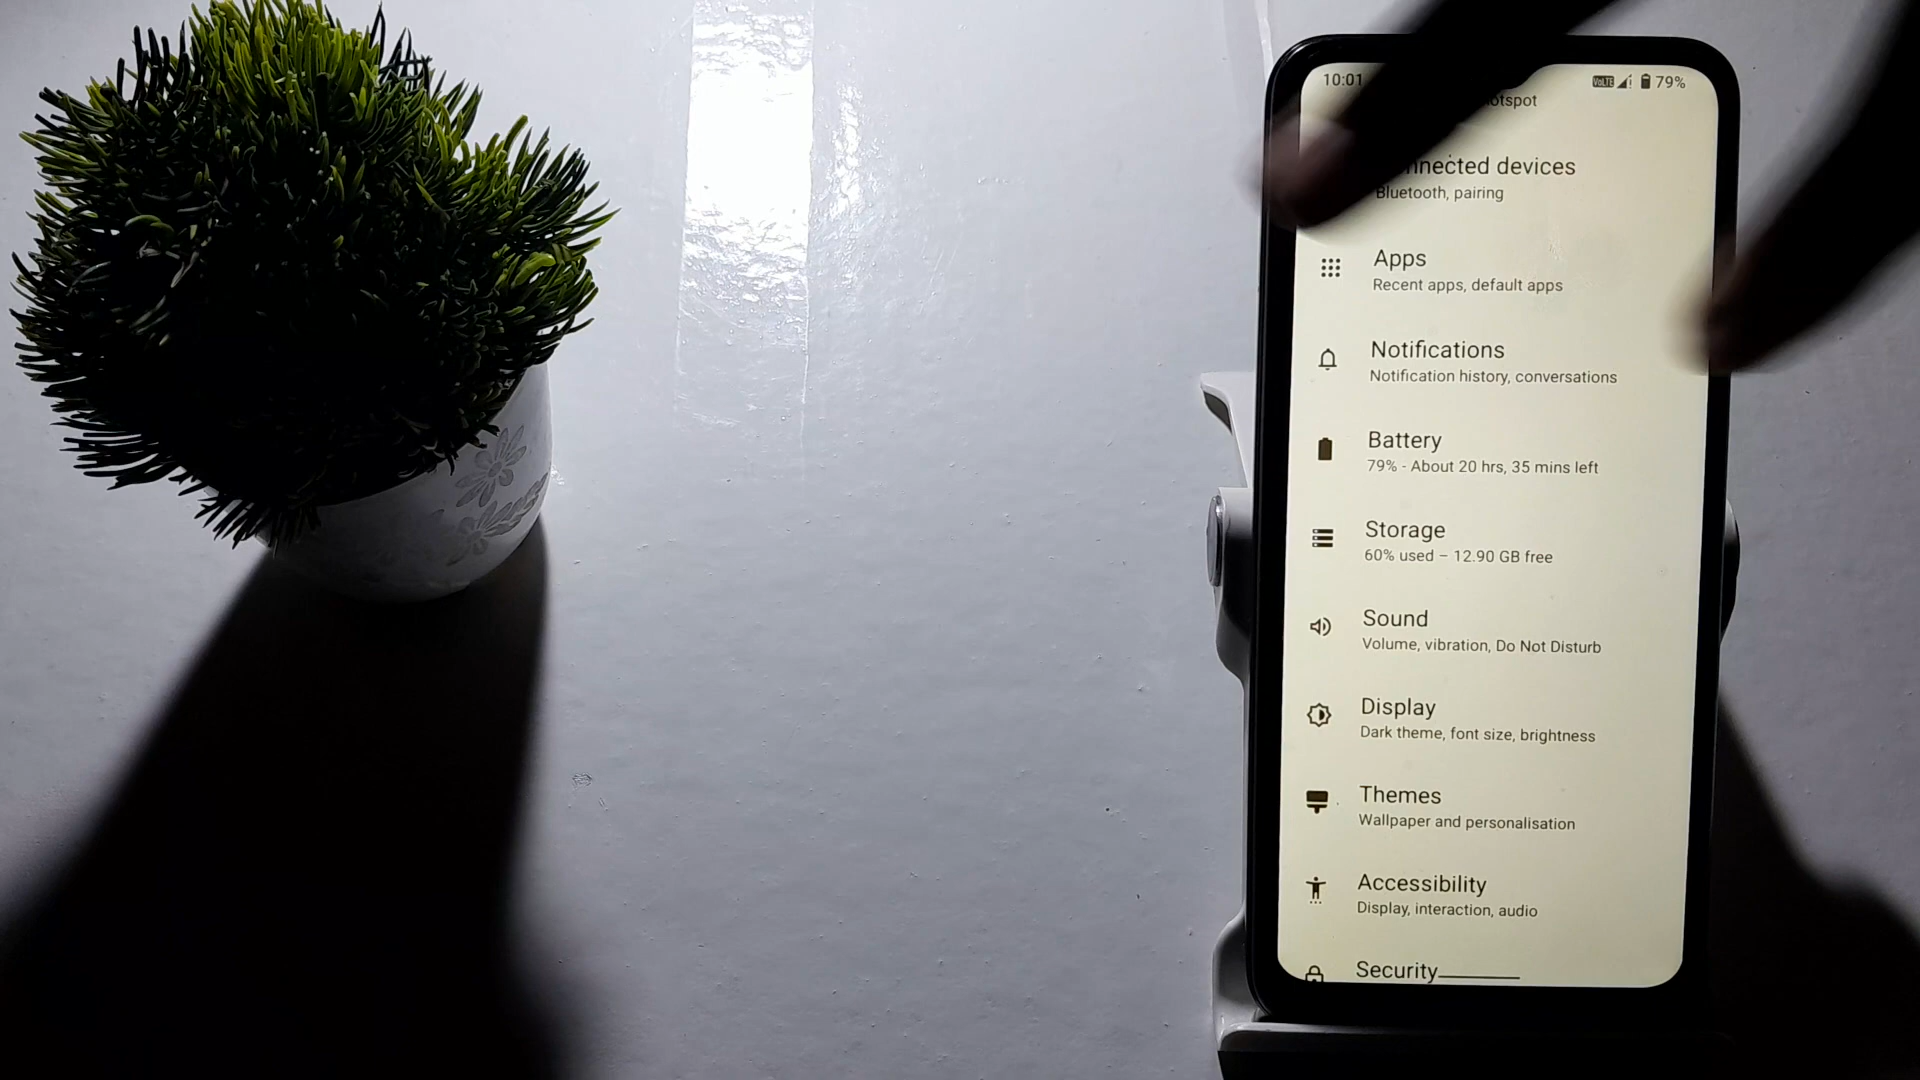 10:01 VoLTE 79%
Bluetooth, pairing
devices
Apps
Recent apps, default apps
Notifications
Notification history, conversations
Battery
79% - About 20 hrs, 35 mins left
Storage
60% used – 12.90 GB free
Sound
Volume, vibration, Do Not Disturb
Display
Dark theme, font size, brightness
Themes
Wallpaper and personalisation
Accessibility
Display, interaction, audio
Security